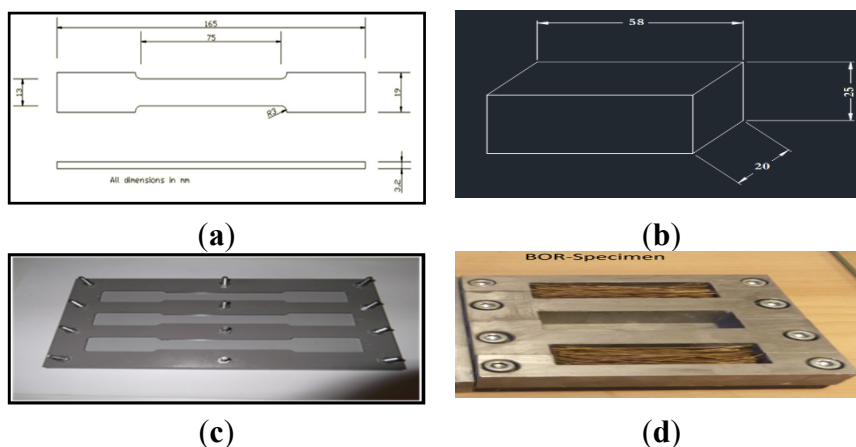 165
75
13
19
R3
3.2
All dimensions in mm
(a)
58
25
20
(b)
(c)
BOR-Specimen
(d)